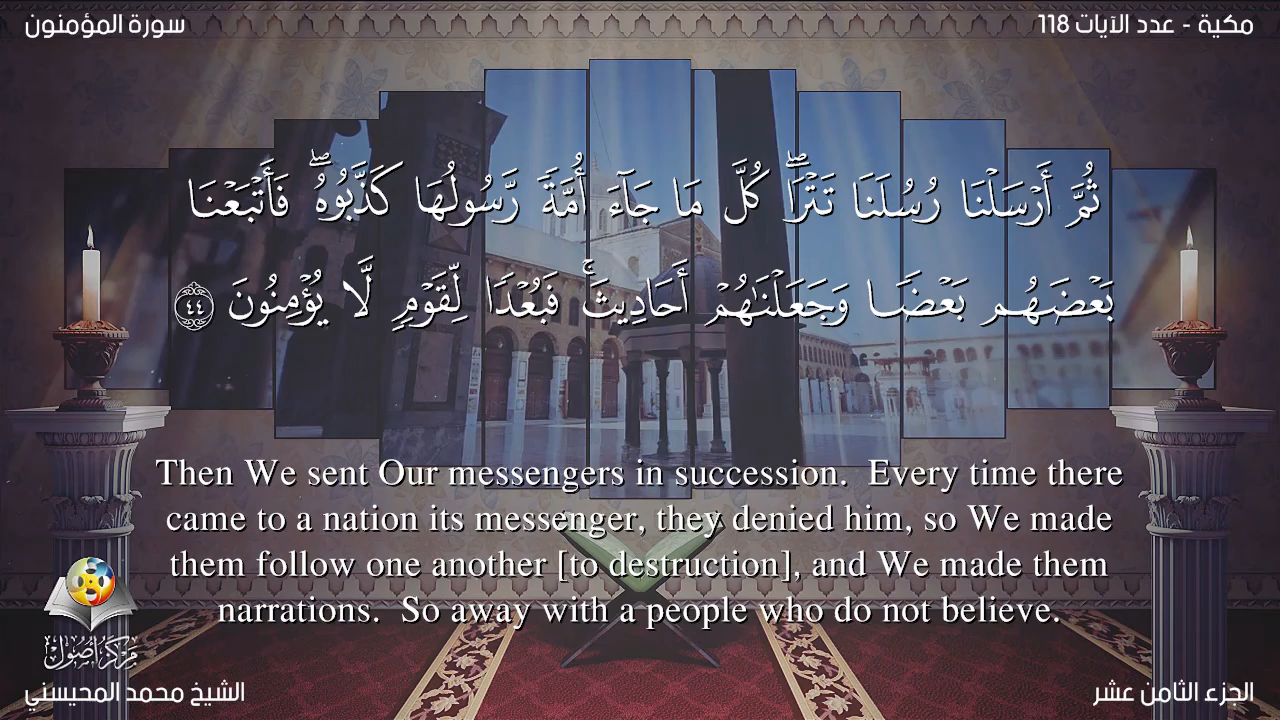 سورة المؤمنون
مكية - عدد الآيات 118
ثُمَّ أَرْسَلْنَا رُسُلَنَا تَتْرَاۖ كُلَّ مَا جَآءَ أُمَّةً رَّسُولُهَا كَذَّبُوهُۖ فَأَتْبَعْنَا
بَعْضَهُم بَعْضًا وَجَعَلْنَٰهُمْ أَحَادِيثَۚ فَبُعْدًا لِّقَوْمٍ لَّا يُؤْمِنُونَ ٤٤
Then We sent Our messengers in succession. Every time there
came to a nation its messenger, they denied him, so We made
them follow one another [to destruction], and We made them
narrations. So away with a people who do not believe.
مركز أصول
الشيخ محمد المحيسني
الجزء الثامن عشر